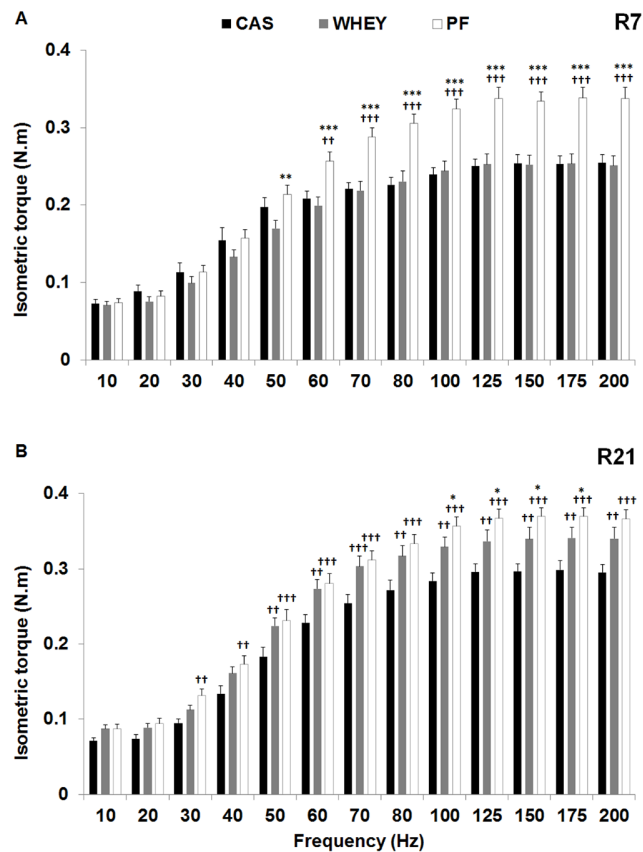 A
CAS WHEY PF
R7
Isometric torque (N.m)
0.4
0.3
0.2
0.1
0
** 
*** ††
*** †††
*** †††
*** †††
*** †††
*** †††
*** †††
*** †††
10 20 30 40 50 60 70 80 100 125 150 175 200
B
R21
Isometric torque (N.m)
0.4
0.3
0.2
0.1
0
††
††
†† †††
†† †††
††† †††
†† †††
†† * †††
†† * †††
†† * †††
†† * †††
†† †††
10 20 30 40 50 60 70 80 100 125 150 175 200
Frequency (Hz)